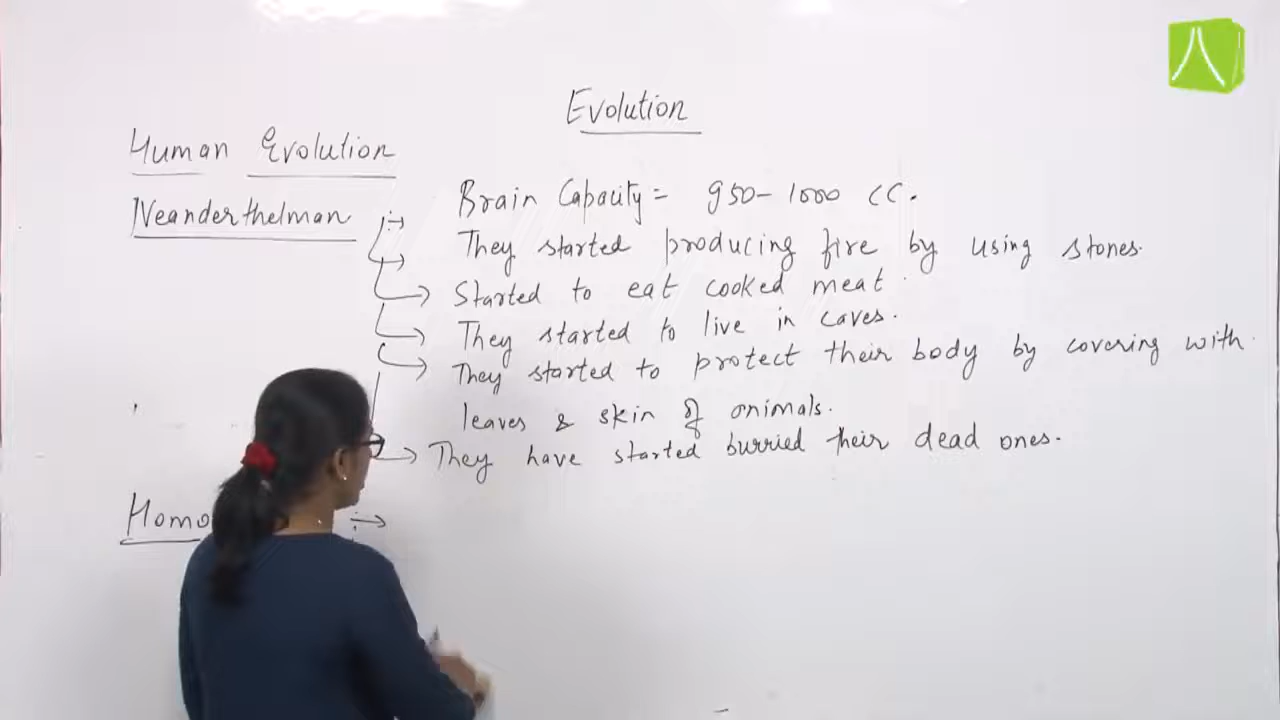 Evolution
Human Evolution
Neanderthelman :→ Brain Capacity = 950-1000 CC.
→ They started producing fire by using stones.
→ Started to eat cooked meat.
→ They started to live in caves.
→ They started to protect their body by covering with
leaves & skin of animals.
→ They have started burried their dead ones.
Homo :→